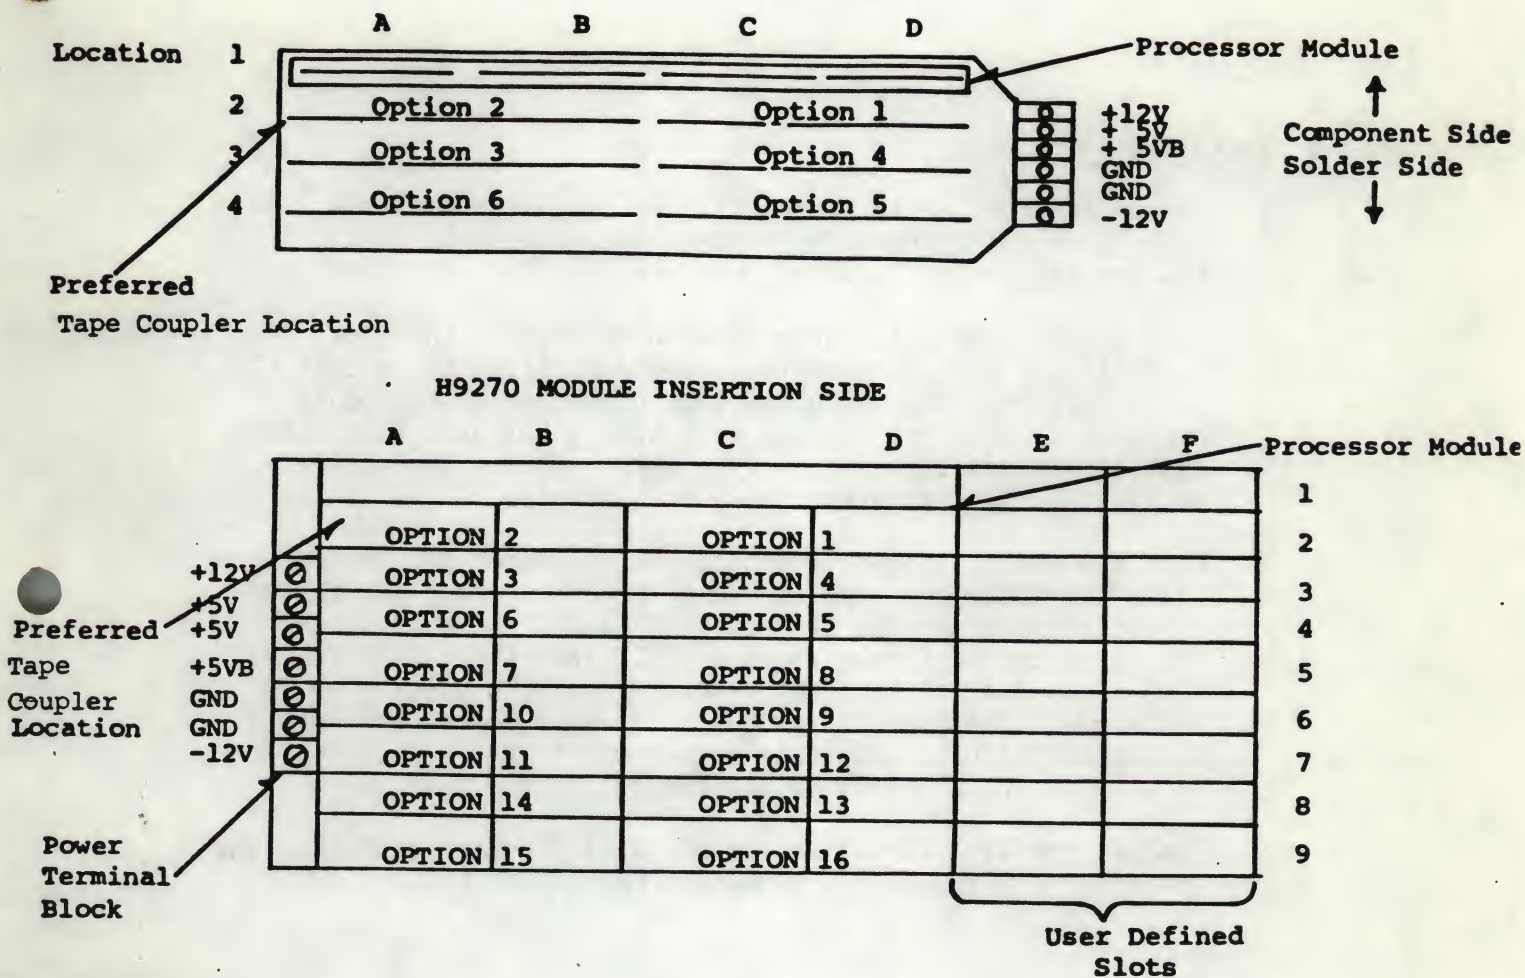 A B C D
Location 1 Processor Module
2 Option 2 Option 1 +12V
+ 5V
Component Side
3 Option 3 Option 4 + 5VB
GND
Solder Side
4 Option 6 Option 5 GND
-12V
Preferred
Tape Coupler Location
H9270 MODULE INSERTION SIDE
A B C D E F Processor Module
1
OPTION 2 OPTION 1 2
+12V OPTION 3 OPTION 4 3
+5V
Preferred +5V OPTION 6 OPTION 5 4
Tape +5VB OPTION 7 OPTION 8 5
Coupler GND OPTION 10 OPTION 9 6
Location GND
-12V OPTION 11 OPTION 12 7
OPTION 14 OPTION 13 8
Power
OPTION 15 OPTION 16 9
Terminal
Block
User Defined
Slots